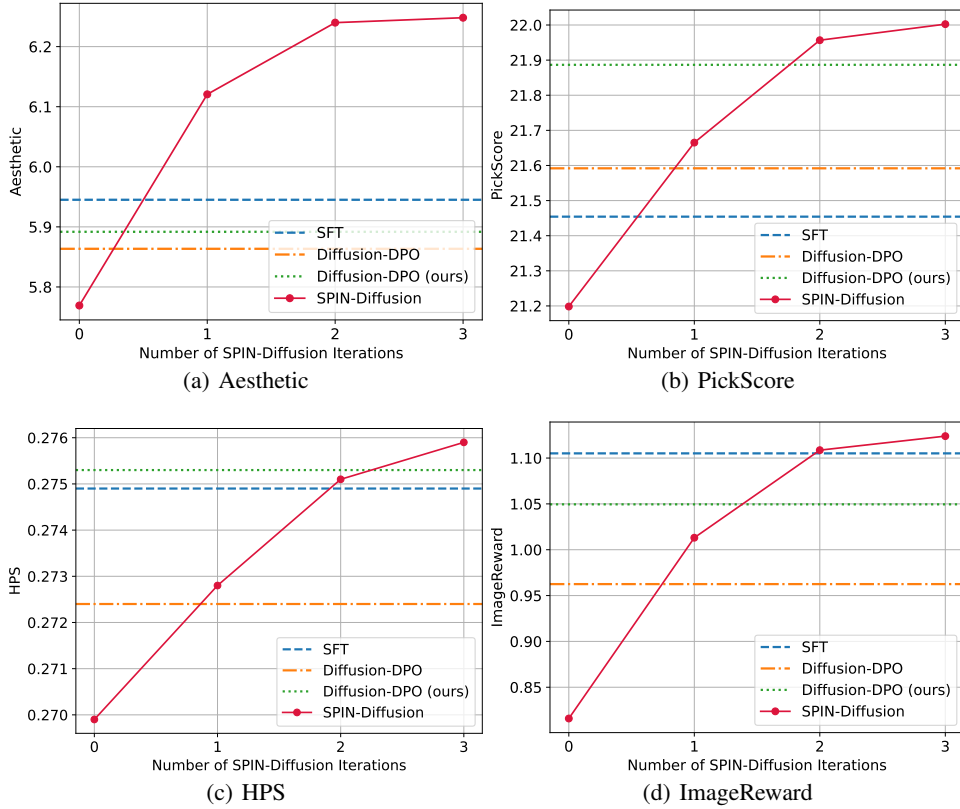 6.2
6.1
6.0
5.9
5.8
Aesthetic
SFT
Diffusion-DPO
Diffusion-DPO (ours)
SPIN-Diffusion
0 1 2 3
Number of SPIN-Diffusion Iterations
(a) Aesthetic
22.0
21.9
21.8
21.7
21.6
21.5
21.4
21.3
21.2
PickScore
SFT
Diffusion-DPO
Diffusion-DPO (ours)
SPIN-Diffusion
0 1 2 3
Number of SPIN-Diffusion Iterations
(b) PickScore
0.276
0.275
0.274
0.273
0.272
0.271
0.270
HPS
SFT
Diffusion-DPO
Diffusion-DPO (ours)
SPIN-Diffusion
0 1 2 3
Number of SPIN-Diffusion Iterations
(c) HPS
1.10
1.05
1.00
0.95
0.90
0.85
ImageReward
SFT
Diffusion-DPO
Diffusion-DPO (ours)
SPIN-Diffusion
0 1 2 3
Number of SPIN-Diffusion Iterations
(d) ImageReward